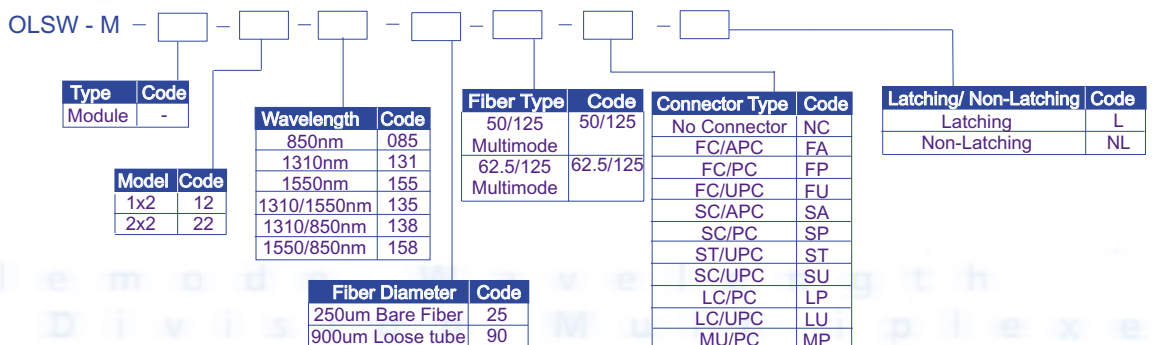 OLSW - M - - - - - - -
Type Code
Module -
Model Code
1x2 12
2x2 22
Wavelength Code
850nm 085
1310nm 131
1550nm 155
1310/1550nm 135
1310/850nm 138
1550/850nm 158
Fiber Diameter Code
250um Bare Fiber 25
900um Loose tube 90
Fiber Type Code
50/125 50/125
Multimode
62.5/125 62.5/125
Multimode
Connector Type Code
No Connector NC
FC/APC FA
FC/PC FP
FC/UPC FU
SC/APC SA
SC/PC SP
ST/UPC ST
SC/UPC SU
LC/PC LP
LC/UPC LU
MU/PC MP
Latching/ Non-Latching Code
Latching L
Non-Latching NL